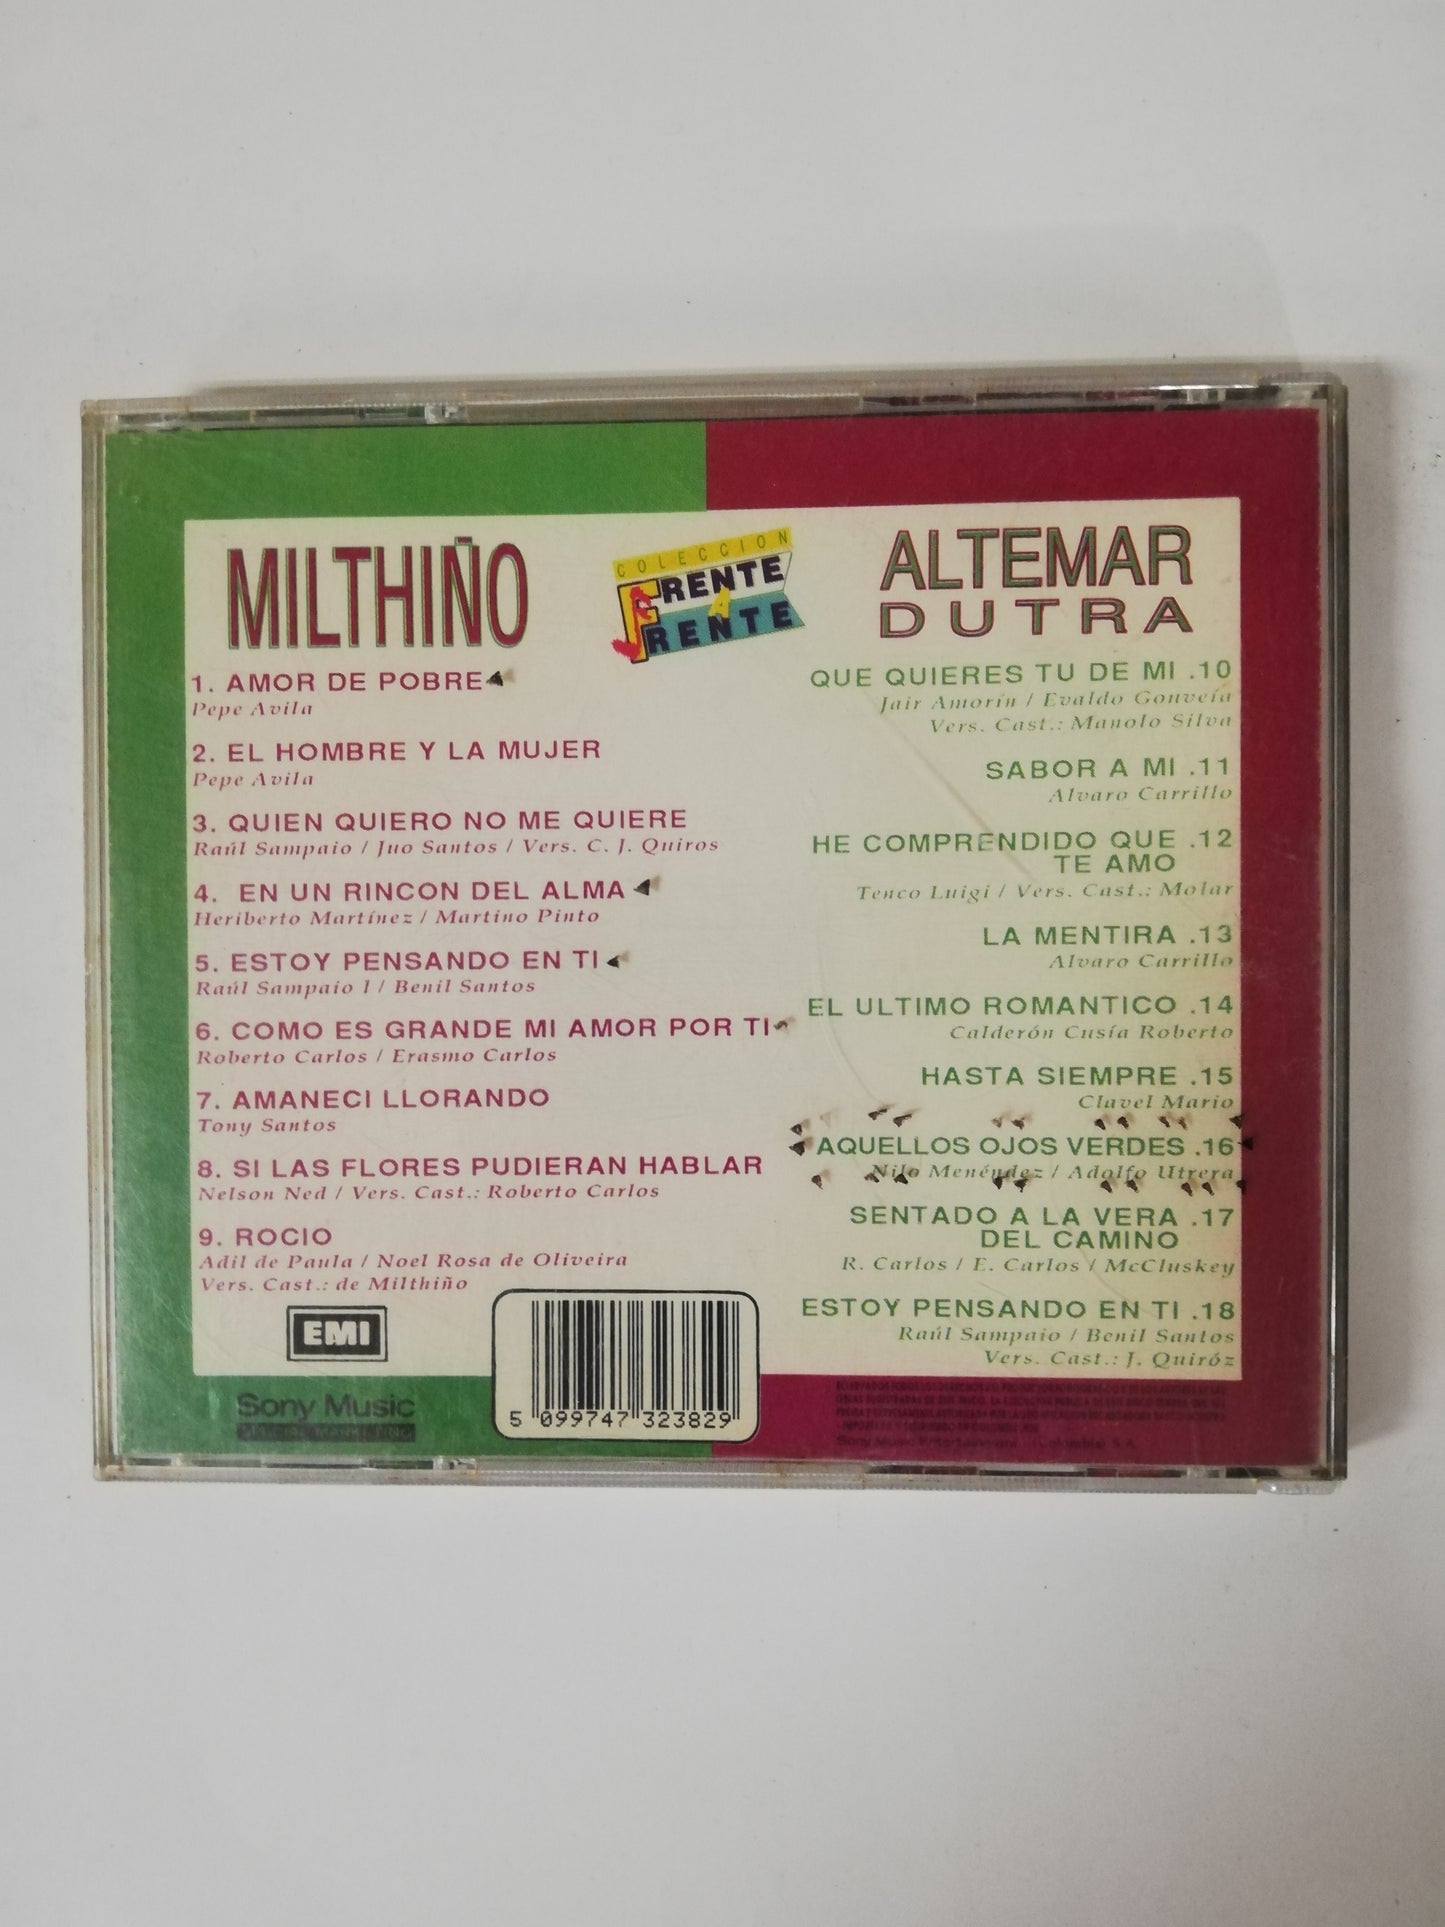 MILTHIÑO
1. AMOR DE POBRE
Pepe Avila
2. EL HOMBRE Y LA MUJER
Pepe Avila
3. QUIEN QUIERO NO ME QUIERE
Raúl Sampaio / Juo Santos / Vers. C. J. Quiros
4. EN UN RINCON DEL ALMA
Heriberto Martínez / Martino Pinto
5. ESTOY PENSANDO EN TI
Raúl Sampaio I / Benil Santos
6. COMO ES GRANDE MI AMOR POR TI
Roberto Carlos / Erasmo Carlos
7. AMANECI LLORANDO
Tony Santos
8. SI LAS FLORES PUDIERAN HABLAR
Nelson Ned / Vers. Cast.: Roberto Carlos
9. ROCIO
Adil de Paula / Noel Rosa de Oliveira
Vers. Cast.: de Milthiño
EMI
Sony Music
COLECCION
FRENTE
A
FRENTE
5 099747 323829
ALTEMAR
DUTRA
QUE QUIERES TU DE MI .10
Jair Amorín / Evaldo Gouveía
Vers. Cast.: Manolo Silva
SABOR A MI .11
Alvaro Carrillo
HE COMPRENDIDO QUE .12
TE AMO
Tenco Luigi / Vers. Cast.: Molar
LA MENTIRA .13
Alvaro Carrillo
EL ULTIMO ROMANTICO .14
Calderón Cusía Roberto
HASTA SIEMPRE .15
Clavel Mario
AQUELLOS OJOS VERDES .16
Nilo Menéndez / Adolfo Utrera
SENTADO A LA VERA .17
DEL CAMINO
R. Carlos / E. Carlos / McCluskey
ESTOY PENSANDO EN TI .18
Raúl Sampaio / Benil Santos
Vers. Cast.: J. Quiróz
Sony Music Entertainment (Colombia) S.A.